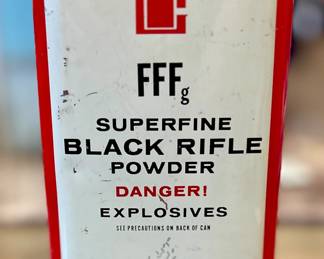 FFFg
SUPERFINE
BLACK RIFLE
POWDER
DANGER!
EXPLOSIVES
SEE PRECAUTIONS ON BACK OF CAN